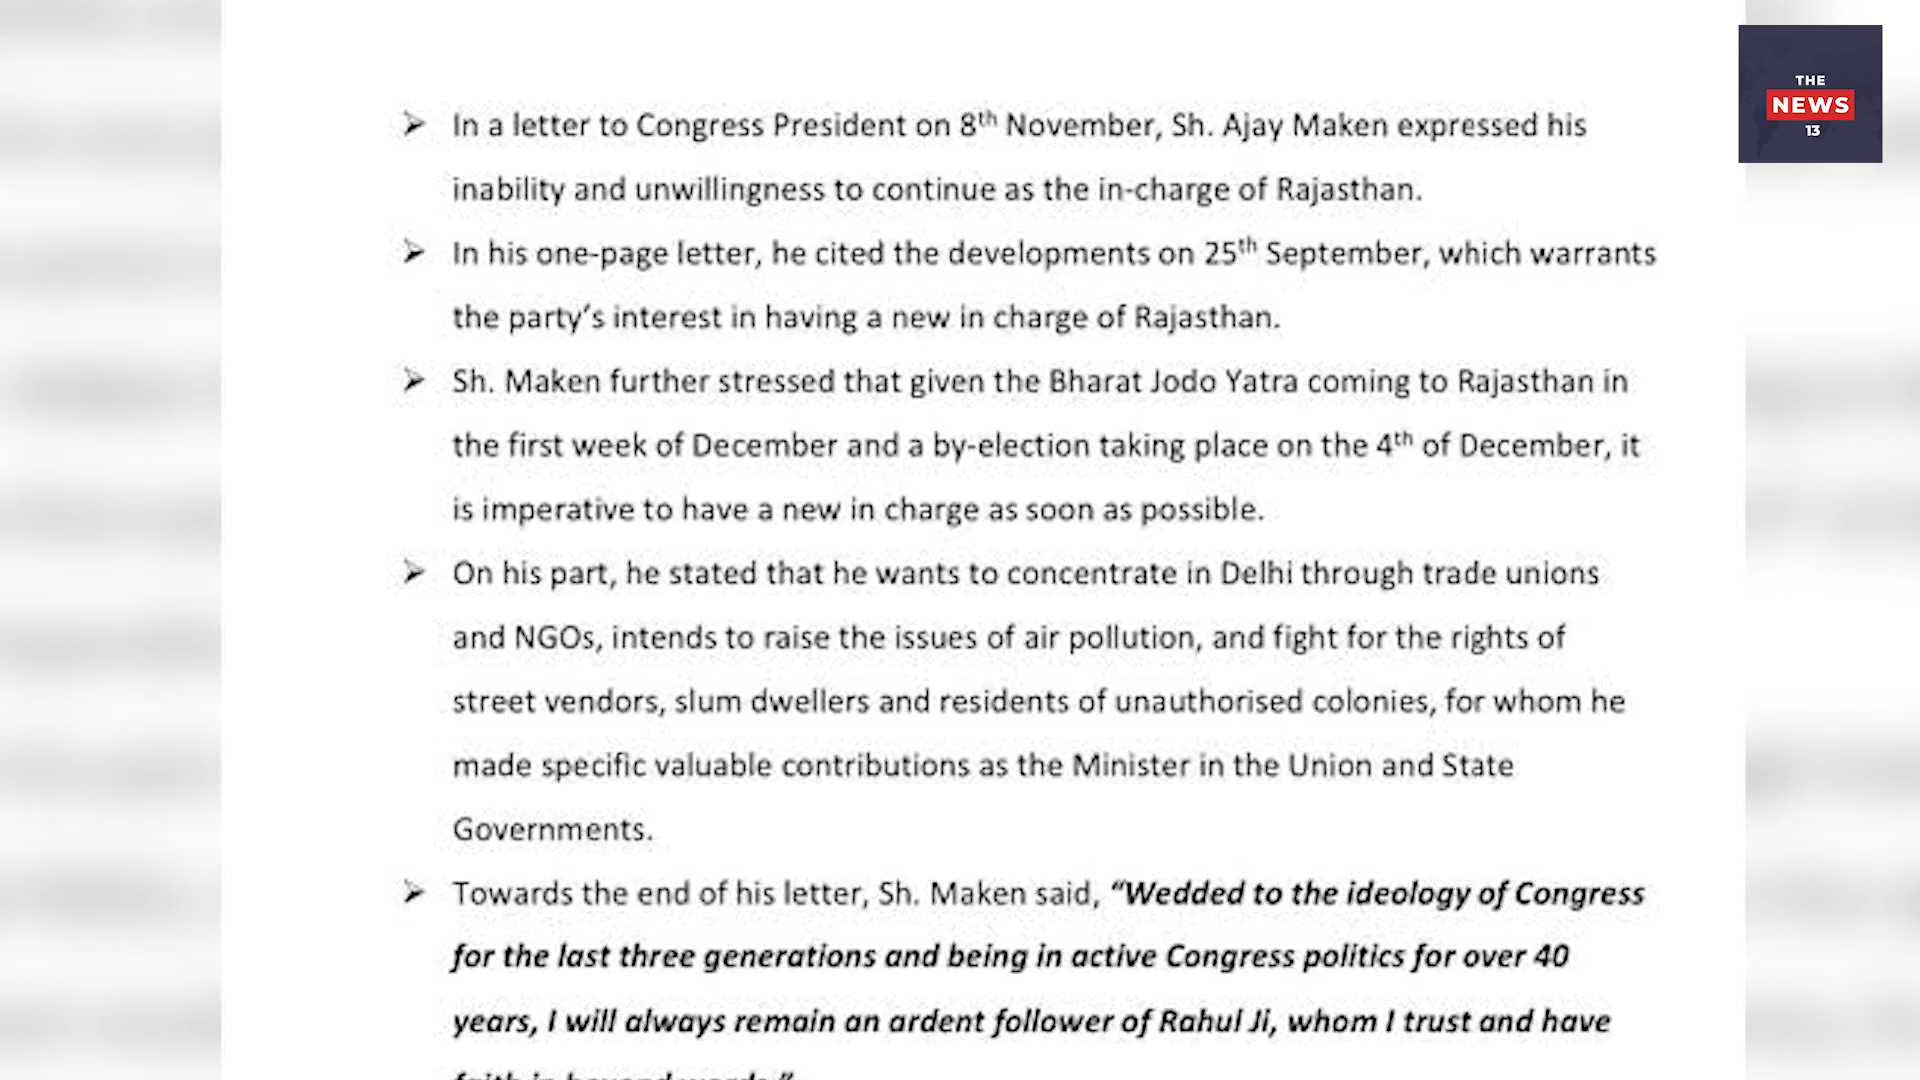 THE
NEWS
13
➢ In a letter to Congress President on 8th November, Sh. Ajay Maken expressed his
inability and unwillingness to continue as the in-charge of Rajasthan.
➢ In his one-page letter, he cited the developments on 25th September, which warrants
the party’s interest in having a new in charge of Rajasthan.
➢ Sh. Maken further stressed that given the Bharat Jodo Yatra coming to Rajasthan in
the first week of December and a by-election taking place on the 4th of December, it
is imperative to have a new in charge as soon as possible.
➢ On his part, he stated that he wants to concentrate in Delhi through trade unions
and NGOs, intends to raise the issues of air pollution, and fight for the rights of
street vendors, slum dwellers and residents of unauthorised colonies, for whom he
made specific valuable contributions as the Minister in the Union and State
Governments.
➢ Towards the end of his letter, Sh. Maken said, “Wedded to the ideology of Congress
for the last three generations and being in active Congress politics for over 40
years, I will always remain an ardent follower of Rahul Ji, whom I trust and have
faith in beyond words.”